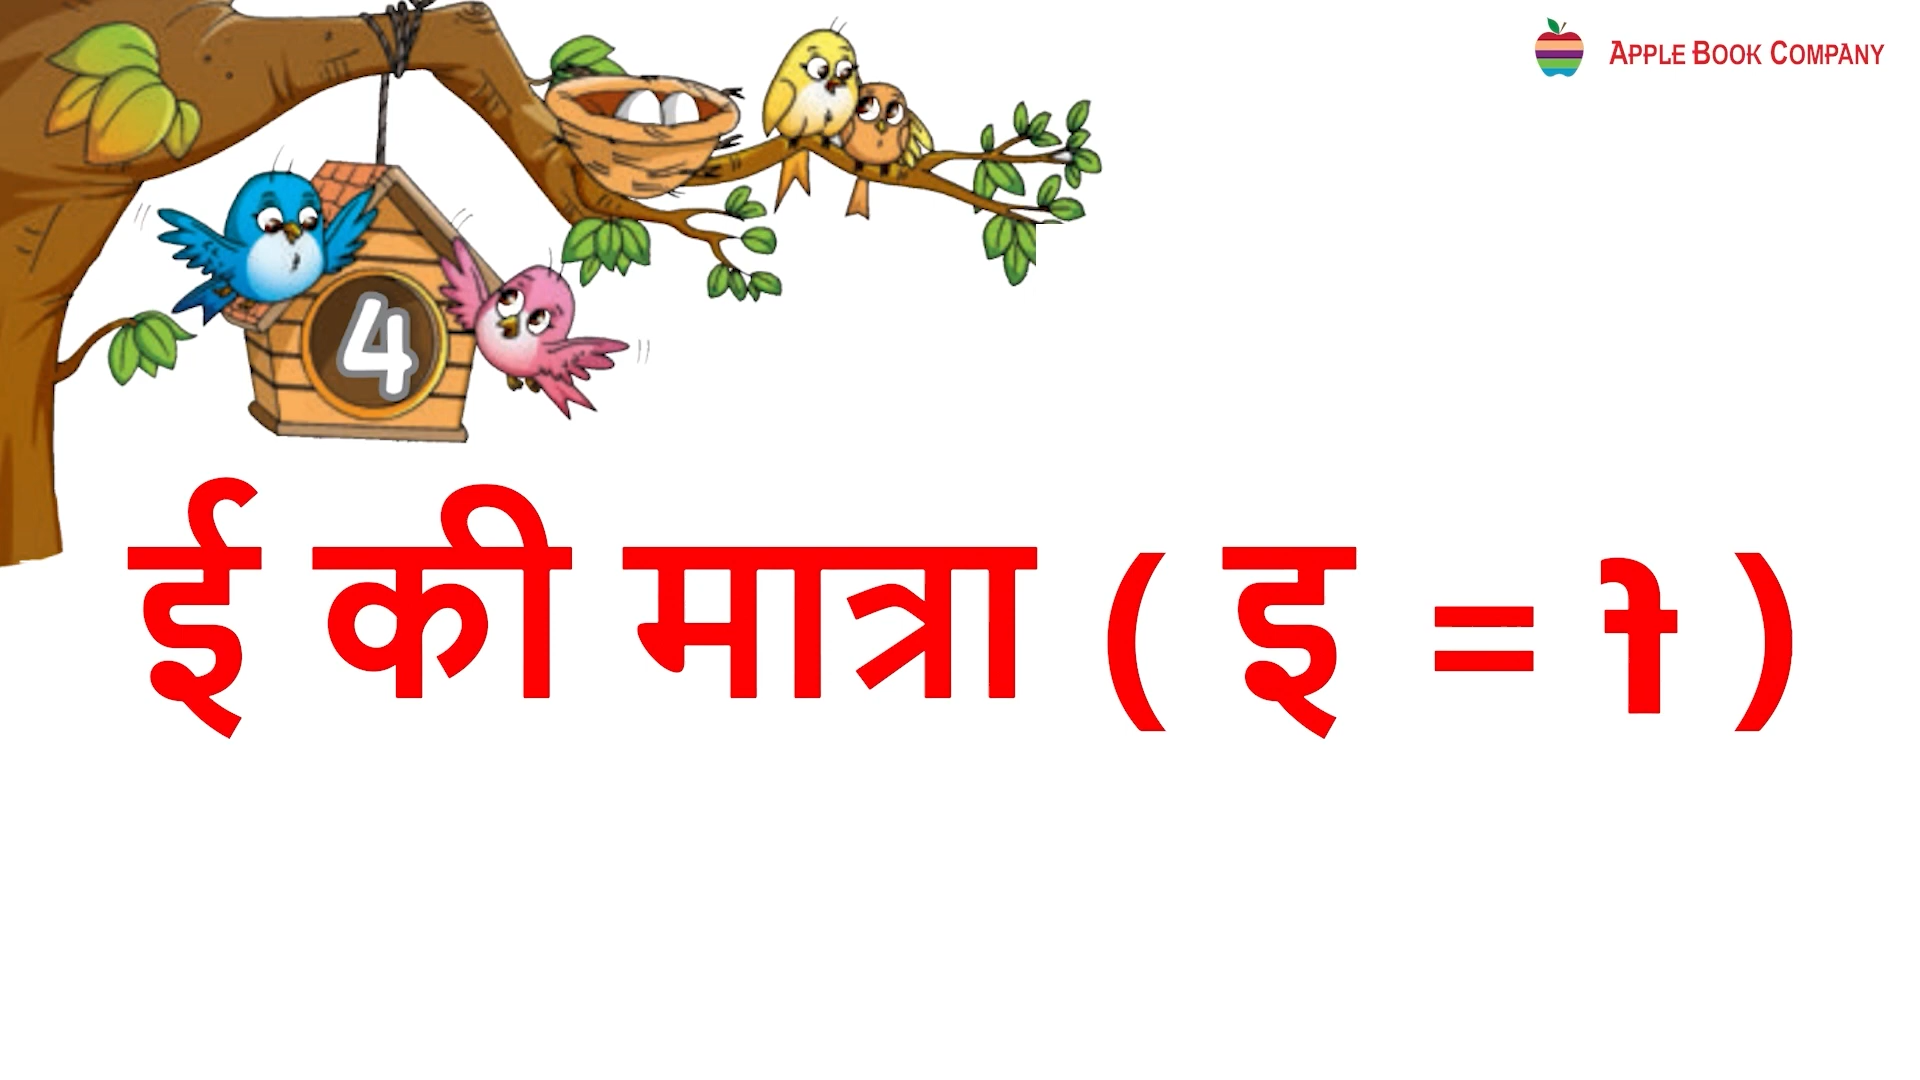 APPLE BOOK COMPANY
4
ई की मात्रा ( इ = ी )